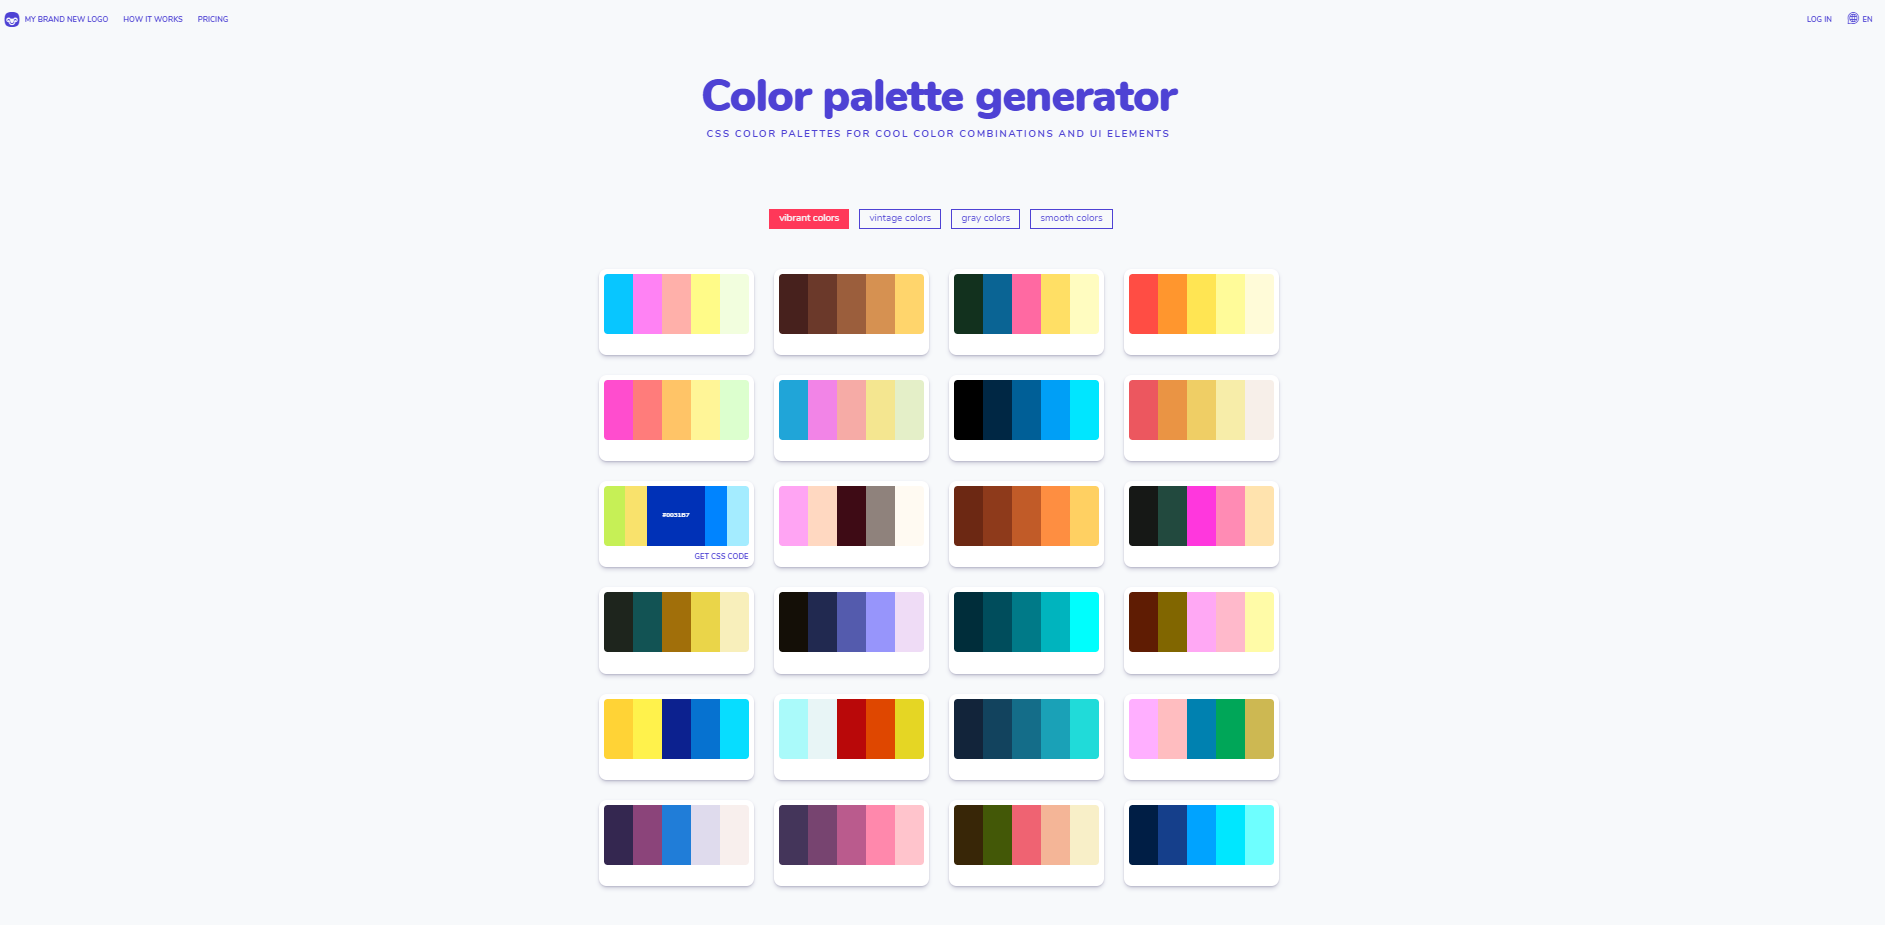 MY BRAND NEW LOGO HOW IT WORKS PRICING LOG IN EN
Color palette generator
CSS COLOR PALETTES FOR COOL COLOR COMBINATIONS AND UI ELEMENTS
vibrant colors vintage colors gray colors smooth colors
#0031B7
GET CSS CODE